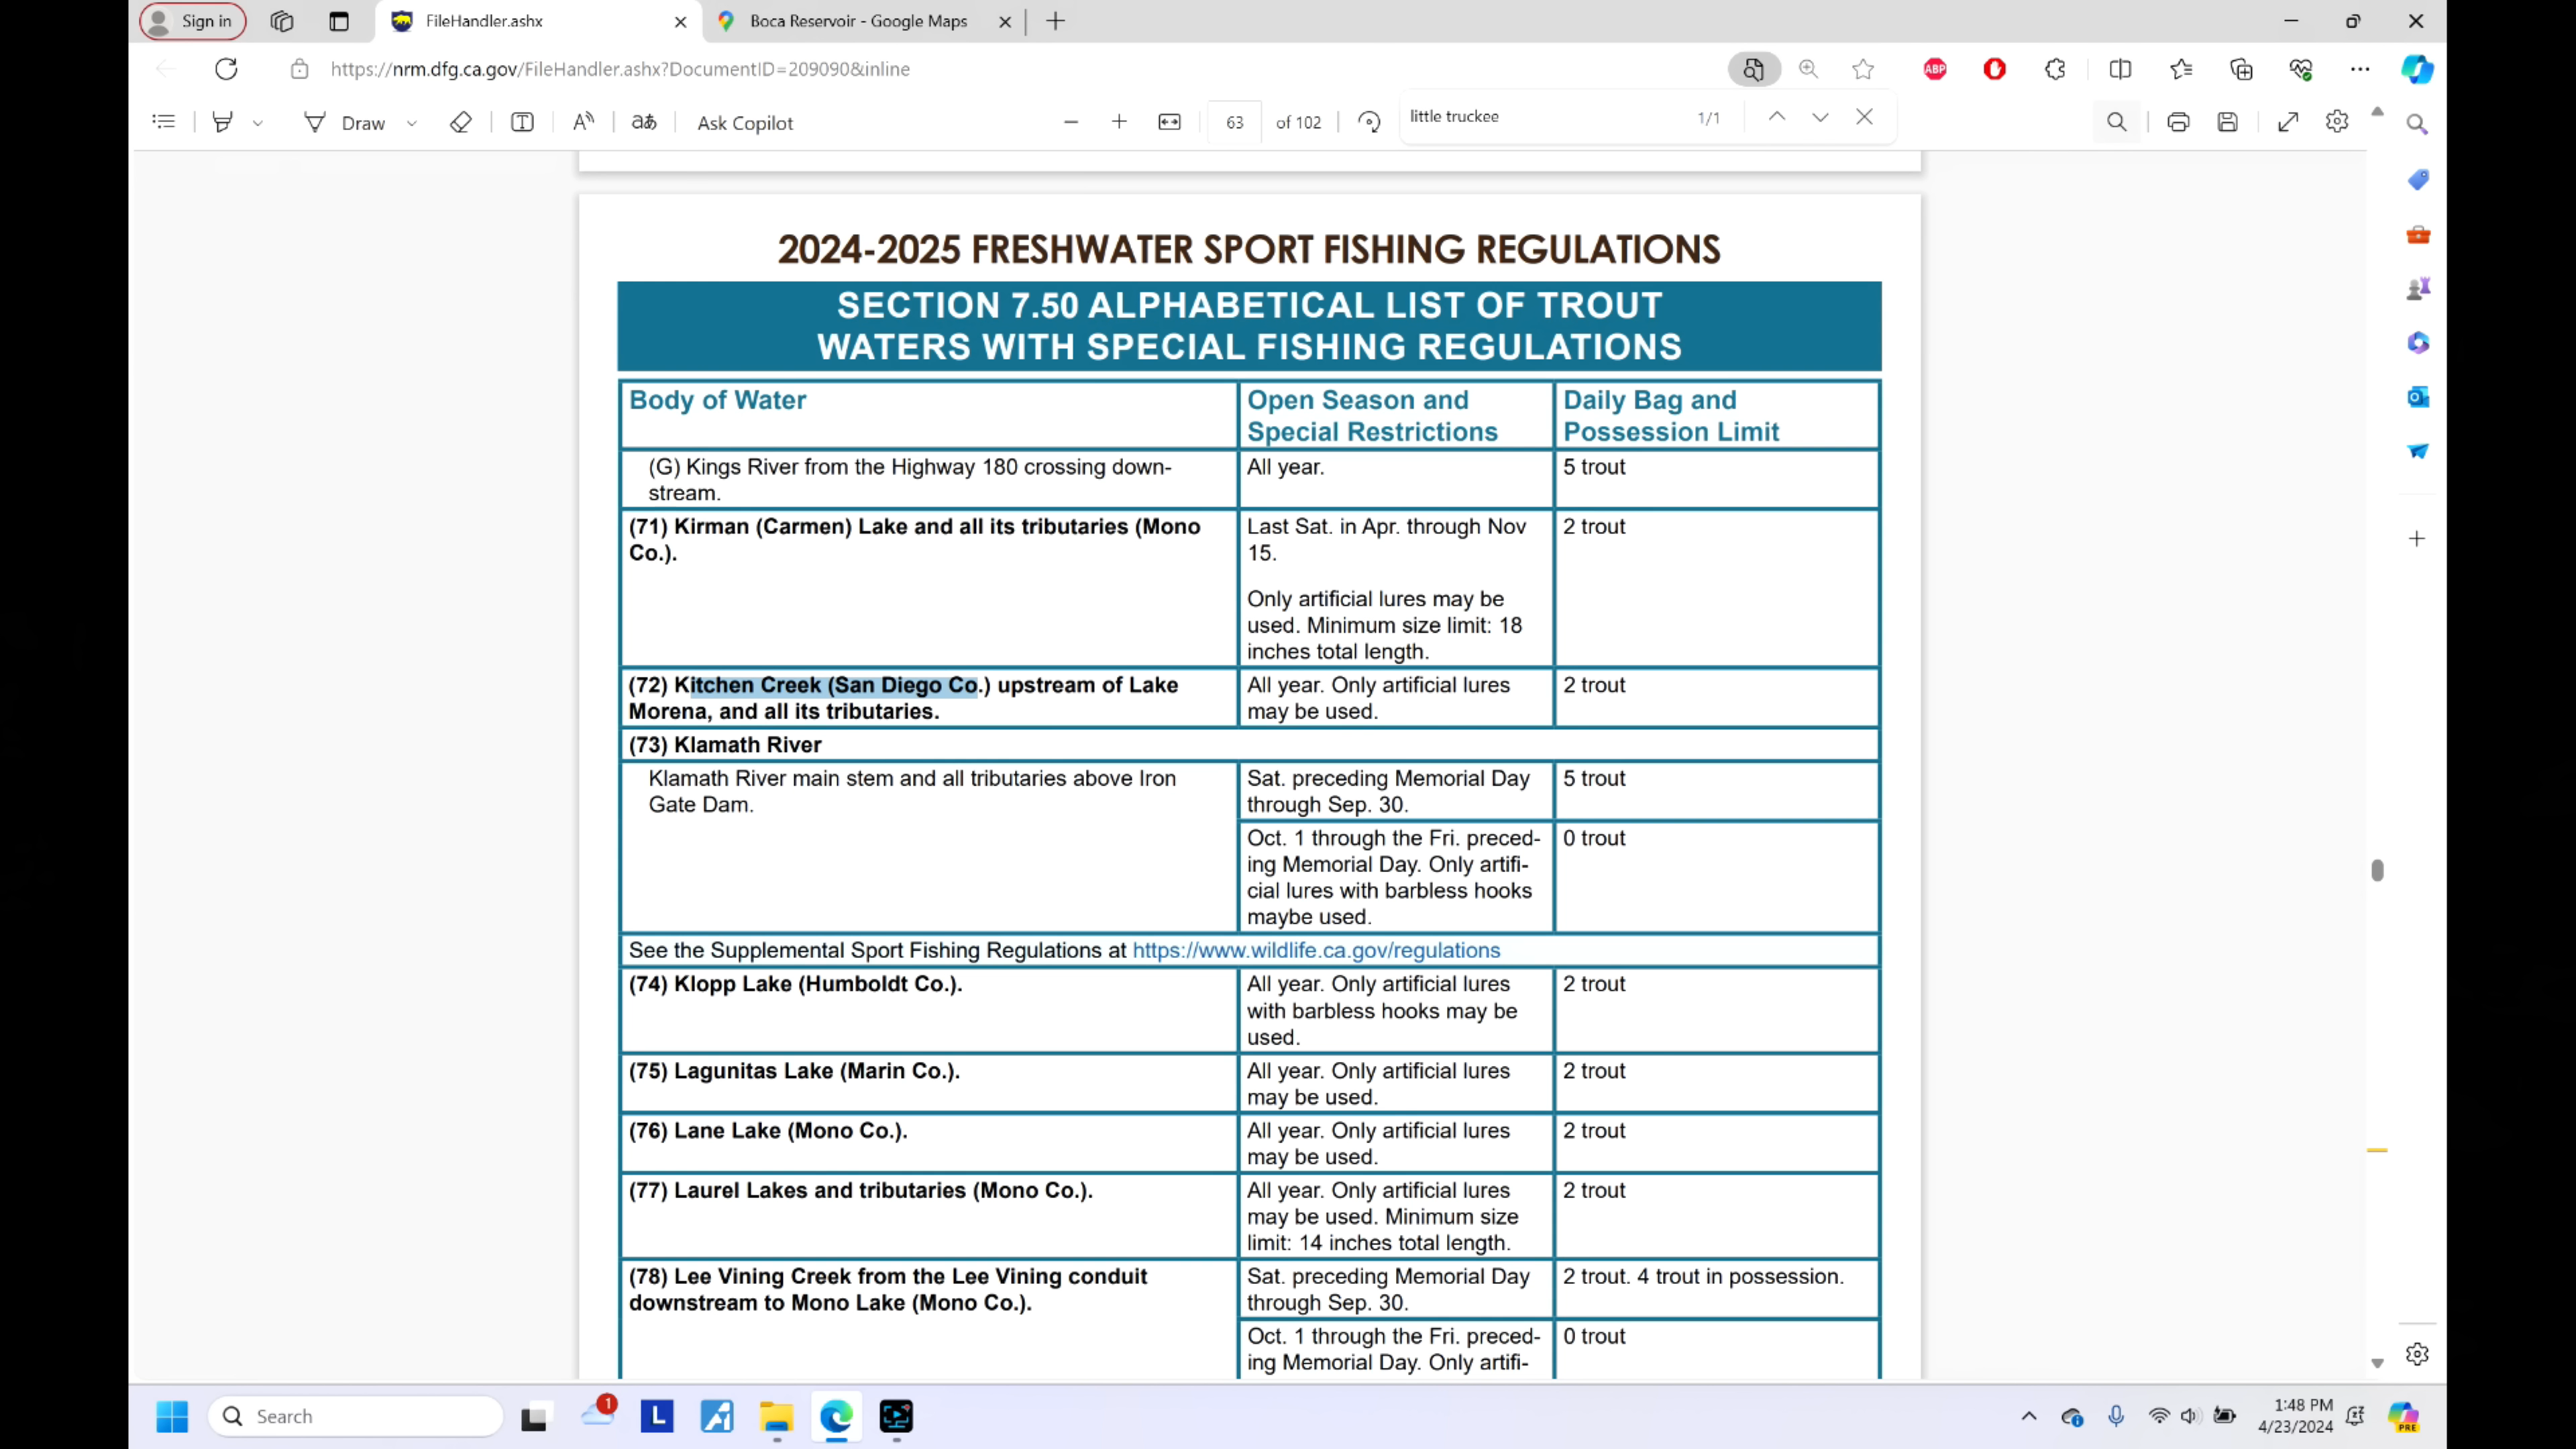 Sign in
FileHandler.ashx
Boca Reservoir - Google Maps
https://nrm.dfg.ca.gov/FileHandler.ashx?DocumentID=209090&inline
ABP
Draw
aあ
Ask Copilot
63 of 102
little truckee 1/1
2024-2025 FRESHWATER SPORT FISHING REGULATIONS
SECTION 7.50 ALPHABETICAL LIST OF TROUT
WATERS WITH SPECIAL FISHING REGULATIONS
Body of Water
Open Season and
Special Restrictions
Daily Bag and
Possession Limit
(G) Kings River from the Highway 180 crossing down-
stream.
All year.
5 trout
(71) Kirman (Carmen) Lake and all its tributaries (Mono
Co.).
Last Sat. in Apr. through Nov
15.
Only artificial lures may be
used. Minimum size limit: 18
inches total length.
2 trout
(72) Kitchen Creek (San Diego Co.) upstream of Lake
Morena, and all its tributaries.
All year. Only artificial lures
may be used.
2 trout
(73) Klamath River
Klamath River main stem and all tributaries above Iron
Gate Dam.
Sat. preceding Memorial Day
through Sep. 30.
5 trout
Oct. 1 through the Fri. preced-
ing Memorial Day. Only artifi-
cial lures with barbless hooks
maybe used.
0 trout
See the Supplemental Sport Fishing Regulations at https://www.wildlife.ca.gov/regulations
(74) Klopp Lake (Humboldt Co.).
All year. Only artificial lures
with barbless hooks may be
used.
2 trout
(75) Lagunitas Lake (Marin Co.).
All year. Only artificial lures
may be used.
2 trout
(76) Lane Lake (Mono Co.).
All year. Only artificial lures
may be used.
2 trout
(77) Laurel Lakes and tributaries (Mono Co.).
All year. Only artificial lures
may be used. Minimum size
limit: 14 inches total length.
2 trout
(78) Lee Vining Creek from the Lee Vining conduit
downstream to Mono Lake (Mono Co.).
Sat. preceding Memorial Day
through Sep. 30.
2 trout. 4 trout in possession.
Oct. 1 through the Fri. preced-
ing Memorial Day. Only artifi-
0 trout
Search
1
L
1:48 PM
4/23/2024
PRE